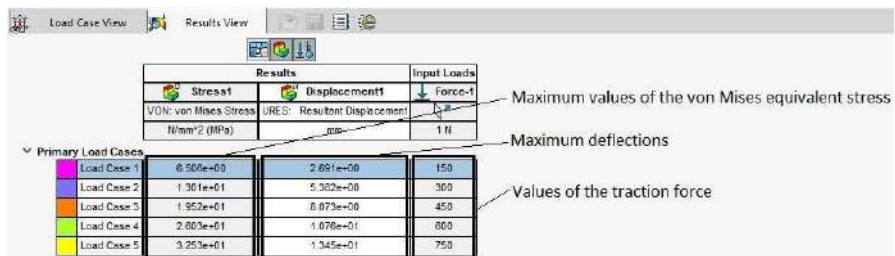 Load Case View Results View
Results Input Loads
Stress1 Displacement1 Force-1
VON: von Mises Stress URES: Resultant Displacement
N/mm^2 (MPa) mm 1 N
Maximum values of the von Mises equivalent stress
Maximum deflections
Values of the traction force
Primary Load Cases
Load Case 1 6.506e+00 2.691e+00 150
Load Case 2 1.301e+01 5.382e+00 300
Load Case 3 1.952e+01 8.073e+00 450
Load Case 4 2.603e+01 1.076e+01 600
Load Case 5 3.253e+01 1.345e+01 750